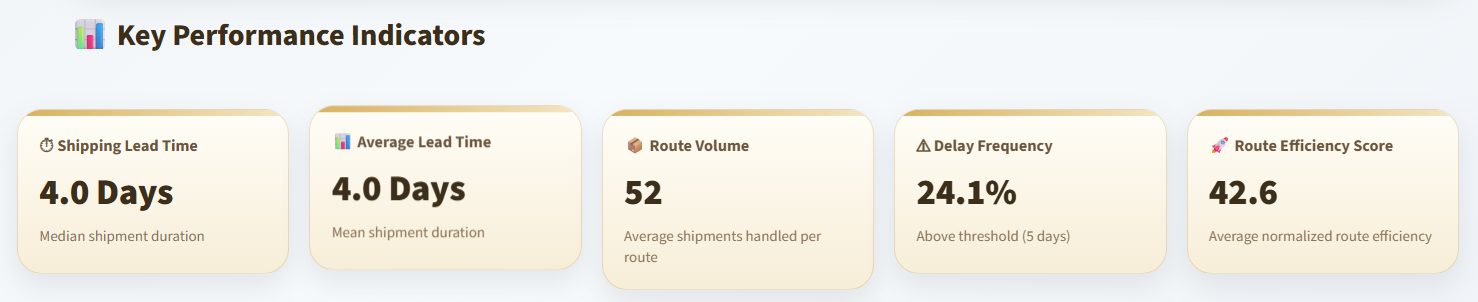 Key Performance Indicators
Shipping Lead Time
4.0 Days
Median shipment duration
Average Lead Time
4.0 Days
Mean shipment duration
Route Volume
52
Average shipments handled per
route
Delay Frequency
24.1%
Above threshold (5 days)
Route Efficiency Score
42.6
Average normalized route efficiency